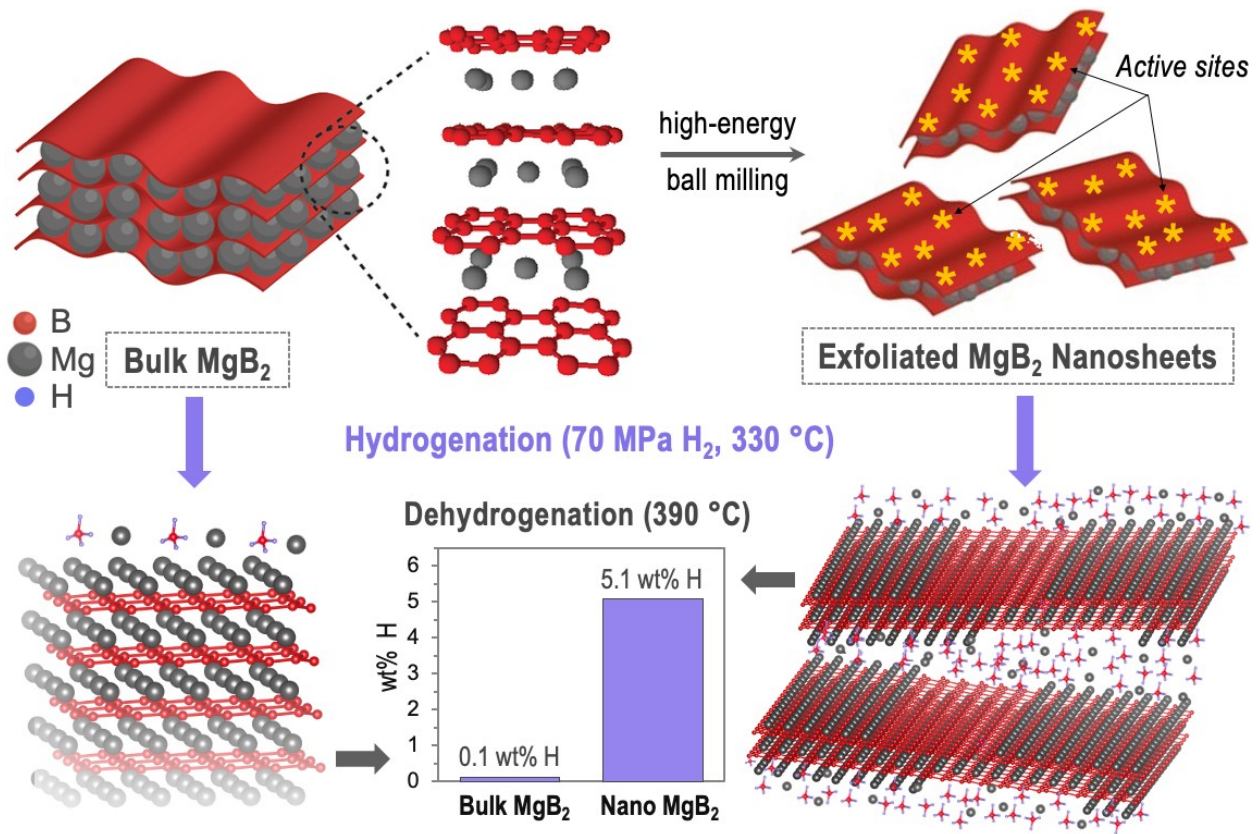 high-energy
ball milling
Active sites
B
Mg
H
Bulk MgB₂
Exfoliated MgB₂ Nanosheets
Hydrogenation (70 MPa H₂, 330 °C)
Dehydrogenation (390 °C)
wt% H
6
5
4
3
2
1
0
5.1 wt% H
0.1 wt% H
Bulk MgB₂
Nano MgB₂